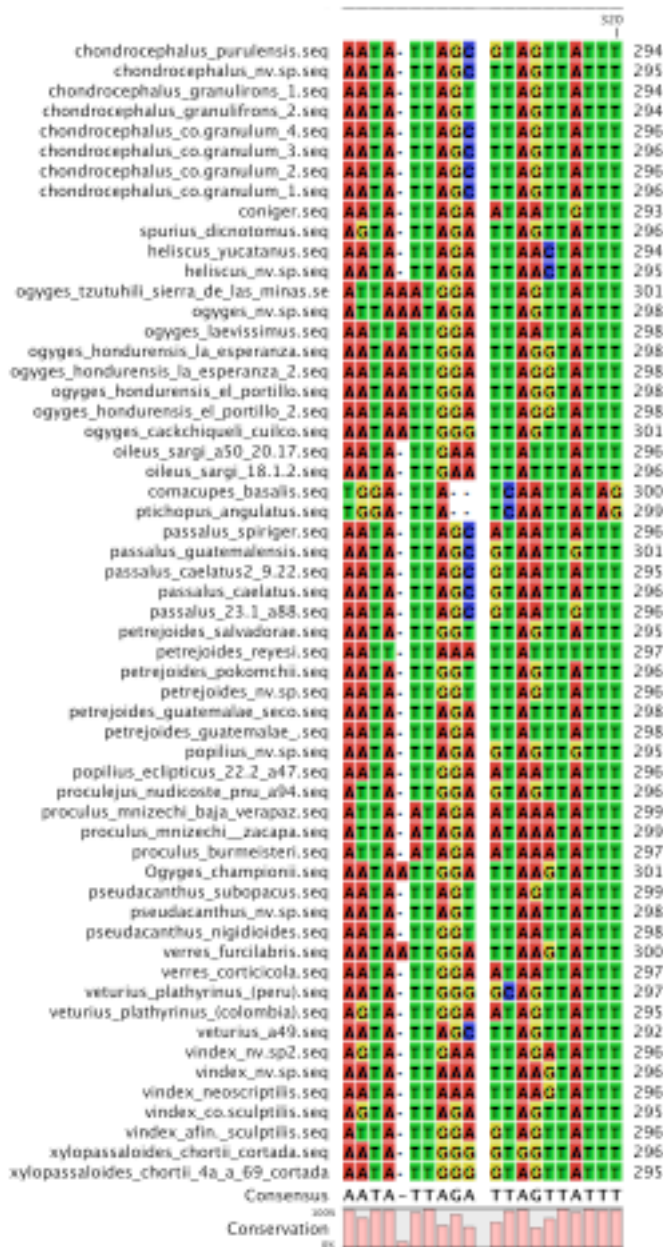 320
chondrocephalus_purulensis.seq AATA-TTAGC GTAGTTATTT 294
chondrocephalus_nv.sp.seq AATA-TTAGC TTAGTTATTT 295
chondrocephalus_granulirons_1.seq AATA-TTAGT TTAGTTATTT 294
chondrocephalus_granulifrons_2.seq AATA-TTAGT TTAGTTATTT 294
chondrocephalus_co.granulum_4.seq AATA-TTAGC TTAGTTATTT 296
chondrocephalus_co.granulum_3.seq AATA-TTAGC TTAGTTATTT 296
chondrocephalus_co.granulum_2.seq AATA-TTAGC TTAGTTATTT 296
chondrocephalus_co.granulum_1.seq AATA-TTAGC TTAGTTATTT 296
coniger.seq AATA-TTAGA ATAATTGTTT 293
spurius_dicnotomus.seq AGTA-TTAGA TTAATTATTT 296
heliscus_yucatanus.seq AATA-TTAGA TTAACTATTT 294
heliscus_nv.sp.seq AATA-TTAGA TTAACTATTT 295
ogyges_tzutuhili_sierra_de_las_minas.se ATTAAATGGA TTAGTTATTT 301
ogyges_nv.sp.seq ATTAAATAGA TTAGTTATTT 298
ogyges_laevissimus.seq AATTATTGGA TTAATTATTT 298
ogyges_hondurensis_la_esperanza.seq AATAATTGGA TTAGGTATTT 298
ogyges_hondurensis_la_esperanza_2.seq AATAATTGGA TTAGGTATTT 298
ogyges_hondurensis_el_portillo.seq AATAATTGGA TTAGGTATTT 298
ogyges_hondurensis_el_portillo_2.seq AATAATTGGA TTAGGTATTT 298
ogyges_cackchiqueli_cuilco.seq AATAATTGGG TTAGTTATTT 301
oileus_sargi_a50_20.17.seq AATA-TTGAA TTATTTATTT 296
oileus_sargi_18.1.2.seq AATA-TTGAA TTATTTATTT 296
comacupes_basalis.seq TGGA-TTA-- TCAATTATAG 300
ptichopus_angulatus.seq TGGA-TTA-- TCAATTATAG 299
passalus_spiriger.seq AATA-TTAGC ATAATTATTT 296
passalus_guatemalensis.seq AATA-TTAGC GTAATTGTTT 301
passalus_caelatus2_9.22.seq AATA-TTAGC GTAATTATTT 295
passalus_caelatus.seq AATA-TTAGC GTAATTATTT 296
passalus_23.1_a88.seq AATA-TTAGC GTAATTGTTT 296
petrejoides_salvadorae.seq AATA-TTGGT TTAGTTATTT 295
petrejoides_reyesi.seq AATT-TTAAA TTATTTTTTT 297
petrejoides_pokomchii.seq AATA-TTGGT TTAGTTATTT 296
petrejoides_nv.sp.seq AATA-TTGGT TTAGTTATTT 296
petrejoides_guatemalae_seco.seq AATA-TTAGA TTATTTATTT 298
petrejoides_guatemalae_.seq AATA-TTAGA TTATTTATTT 298
popilius_nv.sp.seq AATA-TTAGA GTAGTTGTTT 295
popilius_eclipticus_22.2_a47.seq AATA-TTGGA ATAATTATTT 296
proculejus_nudicoste_pnu_a94.seq ATTA-TTGGA GTAGTTATTT 296
proculus_mnizechi_baja_verapaz.seq ATTA-ATAGA ATAAATATTT 299
proculus_mnizechi__zacapa.seq ATTA-ATAGA ATAAATATTT 299
proculus_burmeisteri.seq ATTA-ATAGA ATAAATATTT 297
Ogyges_championii.seq AATAATTGGA TTAAGTATTT 301
pseudacanthus_subopacus.seq AATA-TTAGT TTAGTTATTT 299
pseudacanthus_nv.sp.seq AATA-TTAGT TTAATTATTT 298
pseudacanthus_nigidioides.seq AATA-TTGGT TTAATTATTT 298
verres_furcilabris.seq AATAATTGGA TTAAGTATTT 300
verres_corticicola.seq AATA-TTGGA ATAATTATTT 297
veturius_plathyrinus_(peru).seq AATA-TTGGG GCAGTTATTT 297
veturius_plathyrinus_(colombia).seq AGTA-TTGGA ATAGTTATTT 295
veturius_a49.seq AATA-TTAGC TTAATTATTT 292
vindex_nv.sp2.seq AGTA-TTGAA TTAGATATTT 296
vindex_nv.sp.seq AATA-TTAAA TTAAGTATTT 296
vindex_neoscriptilis.seq AATA-TTAAA TTAAGTATTT 296
vindex_co.sculptilis.seq AGTA-TTAGA TTAGTTATTT 295
vindex_afin._sculptilis.seq ATTA-TTGGA GTAGTTATTT 296
xylopassaloides_chortii_cortada.seq AATA-TTGGG GTGGTTATTT 296
xylopassaloides_chortii_4a_a_69_cortada AATA-TTGGG GTGGTTATTT 295
Consensus AATA-TTAGA TTAGTTATTT
100%
Conservation
0%